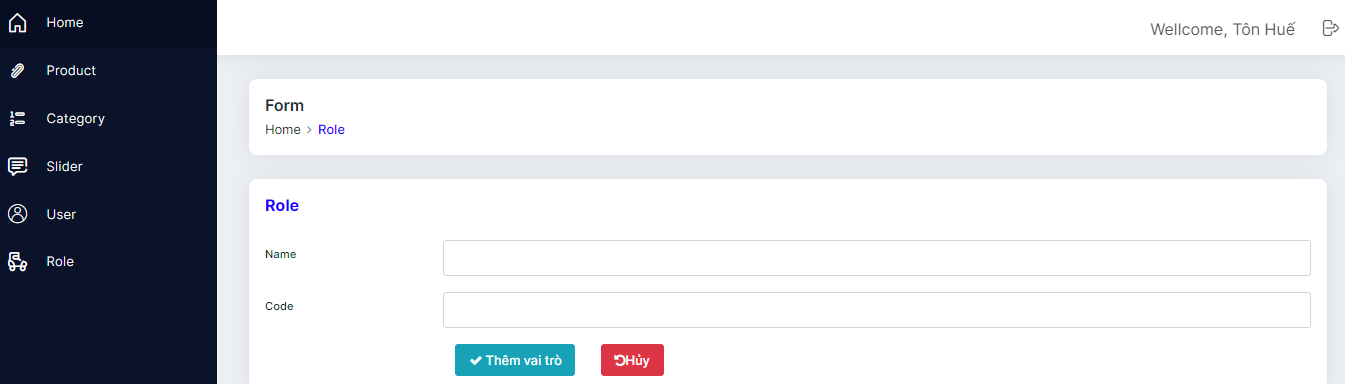 Home
Product
Category
Slider
User
Role
Wellcome, Tôn Huế
Form
Home > Role
Role
Name
Code
Thêm vai trò
Hủy